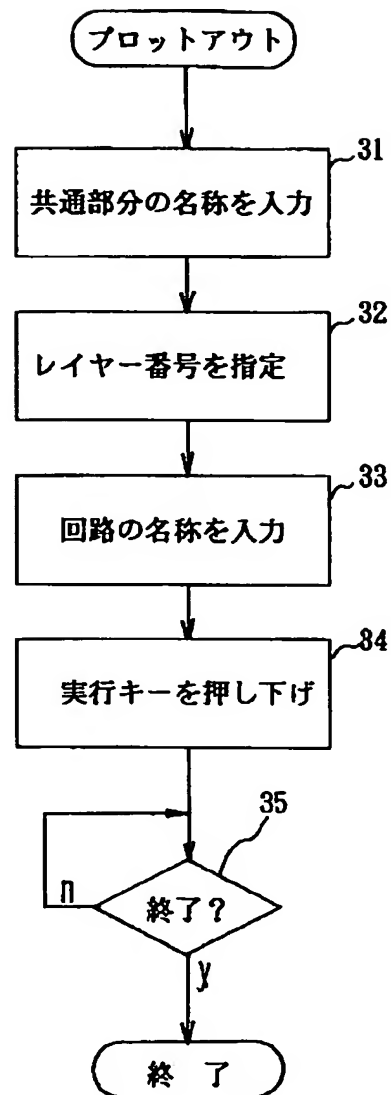 プロットアウト
31
共通部分の名称を入力
32
レイヤー番号を指定
33
回路の名称を入力
34
実行キーを押し下げ
35
終了?
n
y
終 了